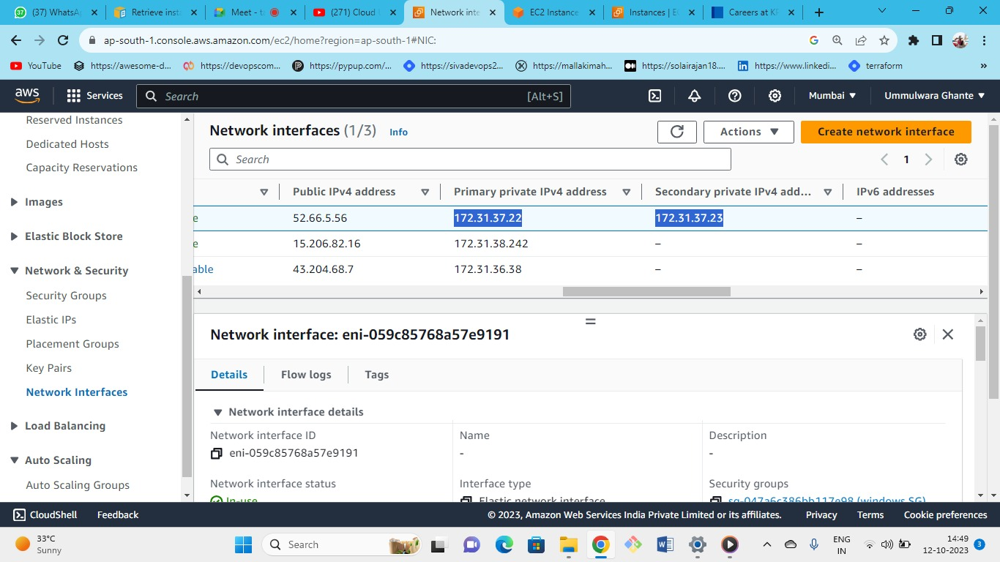 (37) WhatsA
Retrieve inst
Meet - ta
(271) Cloud
Network inte
EC2 Instance
Instances | E
Careers at KP
ap-south-1.console.aws.amazon.com/ec2/home?region=ap-south-1#NIC:
YouTube
https://awesome-d...
https://devopscom...
https://pypup.com/...
https://sivadevops2...
https://mallakimah...
https://solairajan18....
https://www.linkedi...
terraform
»
aws
Services
Search
[Alt+S]
Mumbai
Ummulwara Ghante
Reserved Instances
Dedicated Hosts
Capacity Reservations
Images
Elastic Block Store
Network & Security
Security Groups
Elastic IPs
Placement Groups
Key Pairs
Network Interfaces
Load Balancing
Auto Scaling
Auto Scaling Groups
Network interfaces (1/3) Info
Actions
Create network interface
Search
1
Public IPv4 address Primary private IPv4 address Secondary private IPv4 add... IPv6 addresses
e 52.66.5.56 172.31.37.22 172.31.37.23 –
e 15.206.82.16 172.31.38.242 – –
able 43.204.68.7 172.31.36.38 – –
Network interface: eni-059c85768a57e9191
Details Flow logs Tags
Network interface details
Network interface ID
eni-059c85768a57e9191
Name
-
Description
-
Network interface status
In-use
Interface type
Elastic network interface
Security groups
sg-047a6c386bb117e98 (windows SG)
CloudShell Feedback © 2023, Amazon Web Services India Private Limited or its affiliates. Privacy Terms Cookie preferences
33°C
Sunny
Search
ENG
IN
14:49
12-10-2023
3